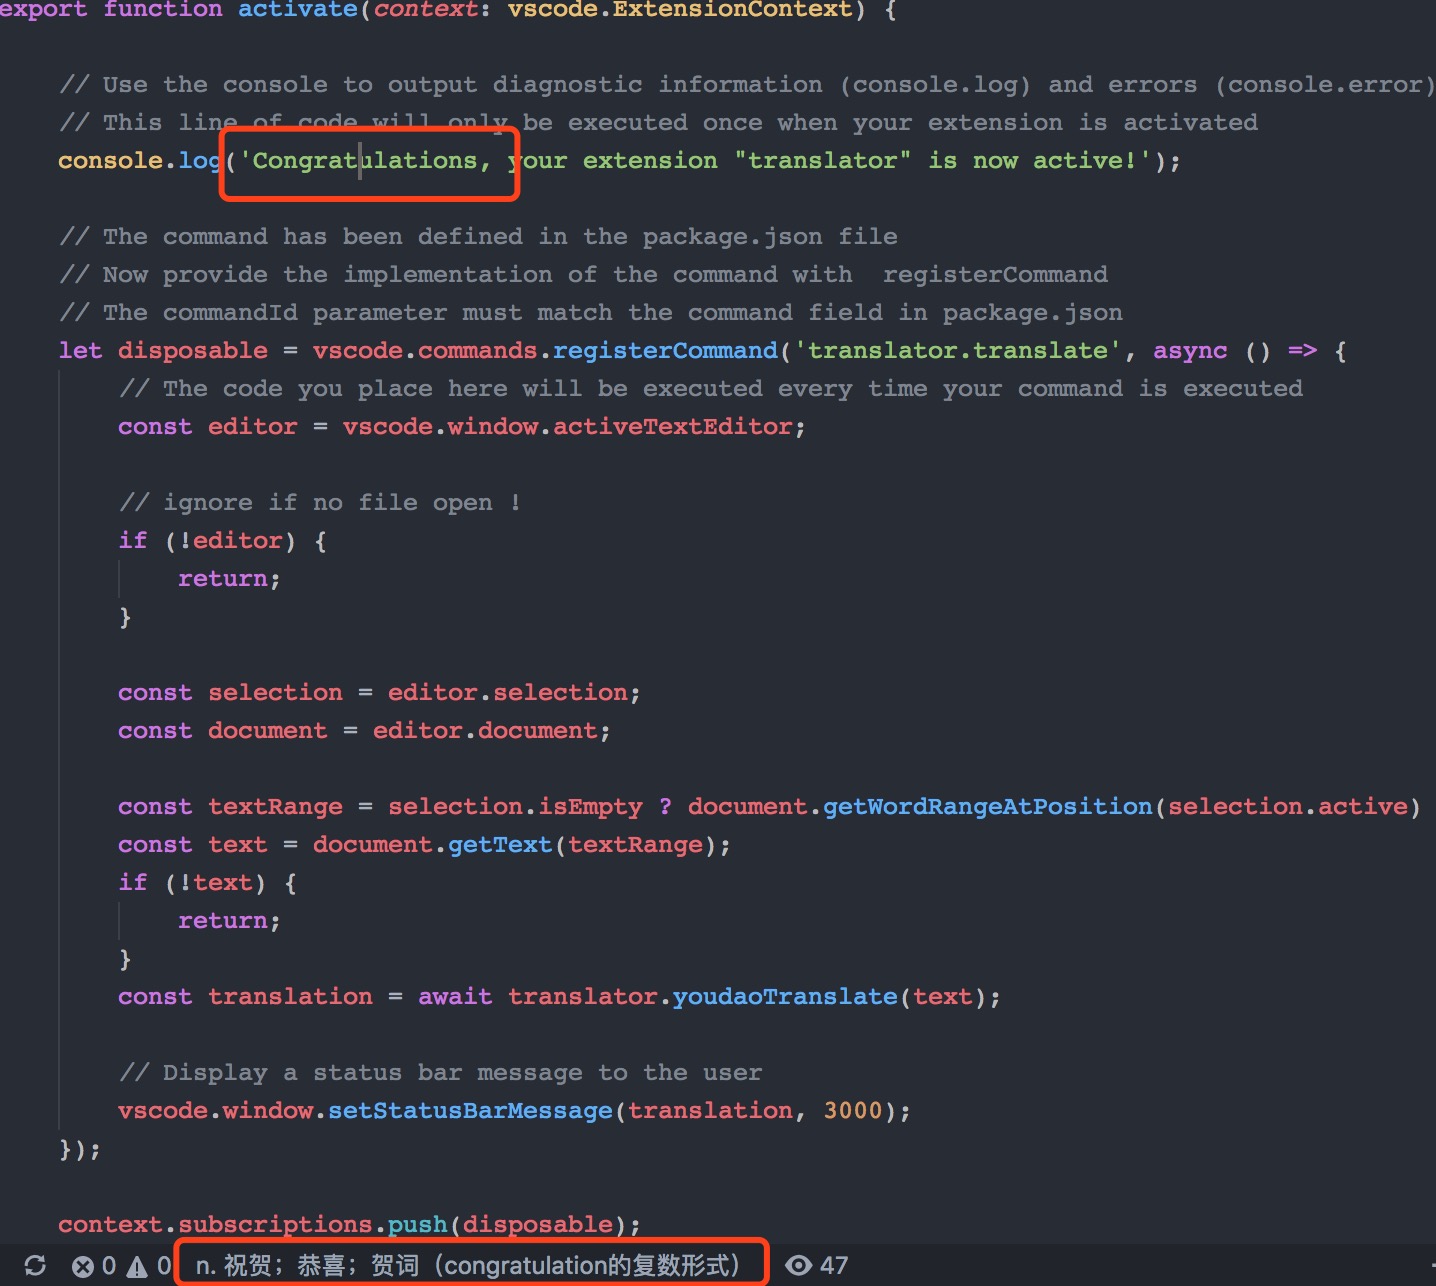 export function activate(context: vscode.ExtensionContext) {
// Use the console to output diagnostic information (console.log) and errors (console.error)
// This line of code will only be executed once when your extension is activated
console.log('Congratulations, your extension "translator" is now active!');
// The command has been defined in the package.json file
// Now provide the implementation of the command with  registerCommand
// The commandId parameter must match the command field in package.json
let disposable = vscode.commands.registerCommand('translator.translate', async () => {
// The code you place here will be executed every time your command is executed
const editor = vscode.window.activeTextEditor;
// ignore if no file open !
if (!editor) {
return;
}
const selection = editor.selection;
const document = editor.document;
const textRange = selection.isEmpty ? document.getWordRangeAtPosition(selection.active)
const text = document.getText(textRange);
if (!text) {
return;
}
const translation = await translator.youdaoTranslate(text);
// Display a status bar message to the user
vscode.window.setStatusBarMessage(translation, 3000);
});
context.subscriptions.push(disposable);
0 0 n. 祝贺；恭喜；贺词（congratulation的复数形式） 47